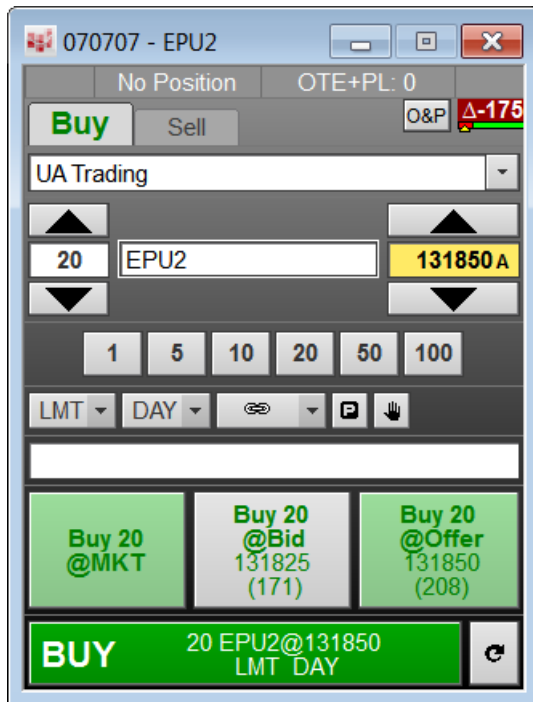 070707 - EPU2
No Position OTE+PL: 0
Buy Sell O&P Δ-175
UA Trading
20 EPU2 131850 A
1 5 10 20 50 100
LMT DAY P
Buy 20
@MKT
Buy 20
@Bid
131825
(171)
Buy 20
@Offer
131850
(208)
BUY 20 EPU2@131850
LMT DAY